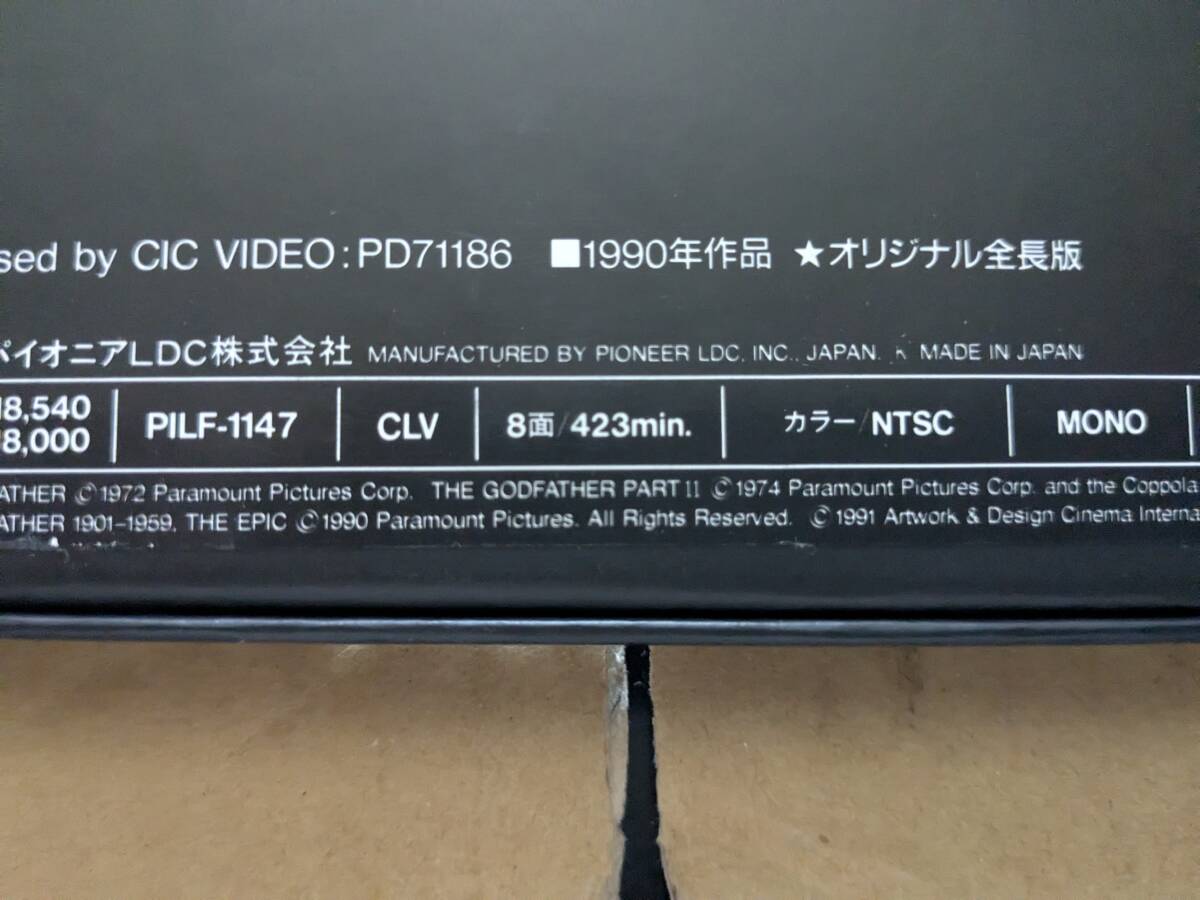 sed by CIC VIDEO:PD71186 ■1990年作品 ★オリジナル全長版
パイオニアLDC株式会社 MANUFACTURED BY PIONEER LDC, INC., JAPAN. K MADE IN JAPAN
8,540
8,000
PILF-1147 CLV 8面/423min. カラー/NTSC MONO
ATHER ©1972 Paramount Pictures Corp. THE GODFATHER PART II ©1974 Paramount Pictures Corp. and the Coppola
ATHER 1901-1959, THE EPIC ©1990 Paramount Pictures. All Rights Reserved. ©1991 Artwork & Design Cinema Interna